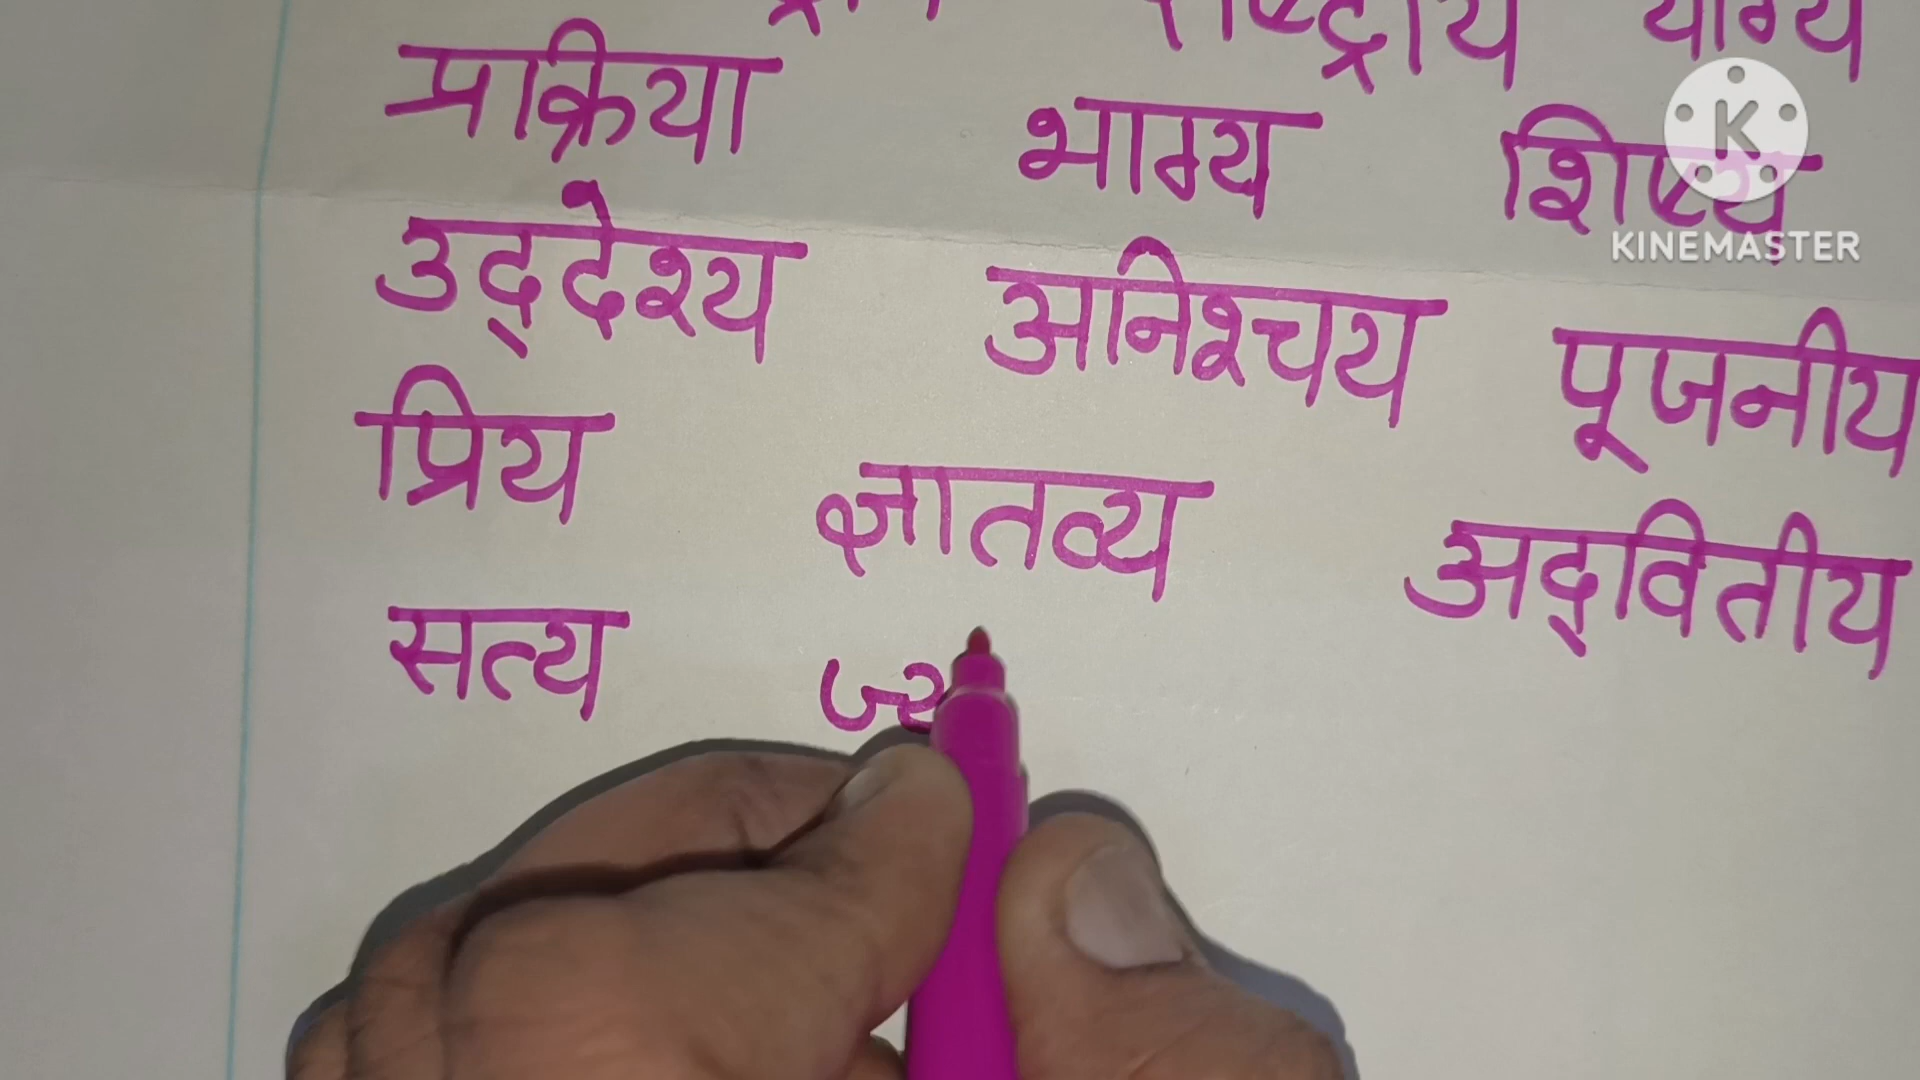 राष्ट्रीय योग्य
प्रक्रिया भाग्य शिष्य
KINEMASTER
उद्देश्य अनिश्चय पूजनीय
प्रिय ज्ञातव्य अद्वितीय
सत्य